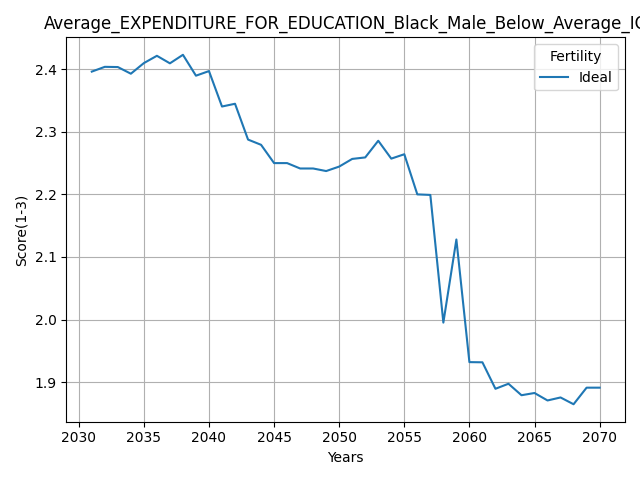 Average_EXPENDITURE_FOR_EDUCATION_Black_Male_Below_Average_IC
Fertility
Ideal
Score(1-3)
2.4
2.3
2.2
2.1
2.0
1.9
2030 2035 2040 2045 2050 2055 2060 2065 2070
Years